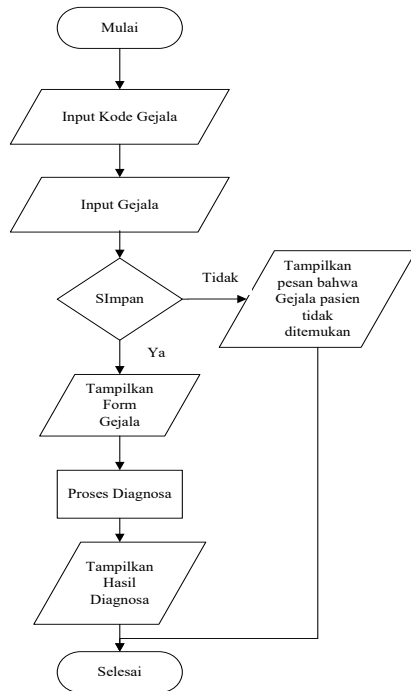 Mulai
Input Kode Gejala
Input Gejala
SImpan
Tidak
Tampilkan
pesan bahwa
Gejala pasien
tidak
ditemukan
Ya
Tampilkan
Form
Gejala
Proses Diagnosa
Tampilkan
Hasil
Diagnosa
Selesai